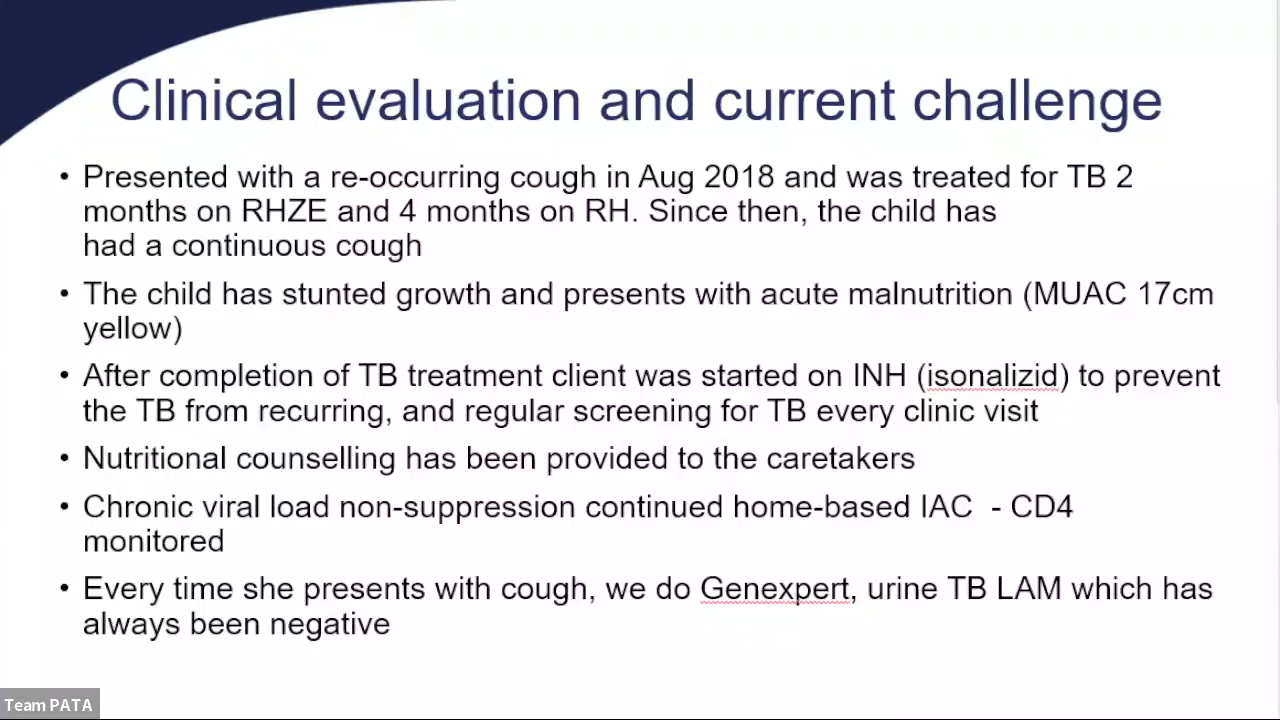 Clinical evaluation and current challenge
• Presented with a re-occurring cough in Aug 2018 and was treated for TB 2
months on RHZE and 4 months on RH. Since then, the child has
had a continuous cough
• The child has stunted growth and presents with acute malnutrition (MUAC 17cm
yellow)
• After completion of TB treatment client was started on INH (isonalizid) to prevent
the TB from recurring, and regular screening for TB every clinic visit
• Nutritional counselling has been provided to the caretakers
• Chronic viral load non-suppression continued home-based IAC  - CD4
monitored
• Every time she presents with cough, we do Genexpert, urine TB LAM which has
always been negative
Team PATA